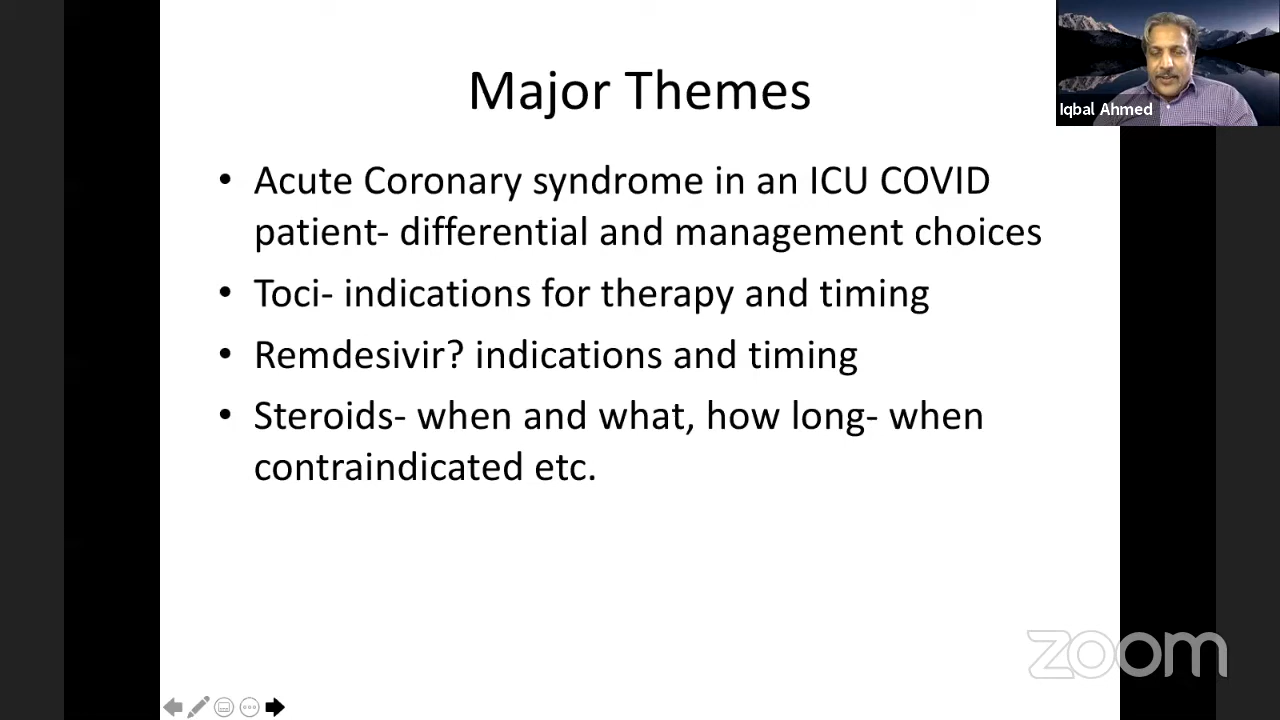 Major Themes
Iqbal Ahmed
• Acute Coronary syndrome in an ICU COVID
patient- differential and management choices
• Toci- indications for therapy and timing
• Remdesivir? indications and timing
• Steroids- when and what, how long- when
contraindicated etc.
zoom